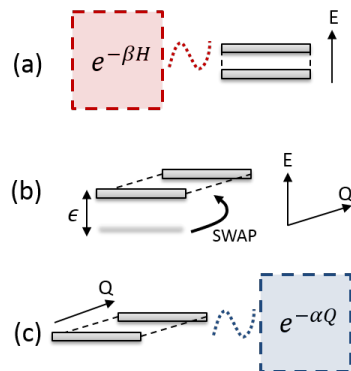 E
(a) e^{-βH}
E
(b) Q
ϵ
SWAP
Q
(c) e^{-αQ}